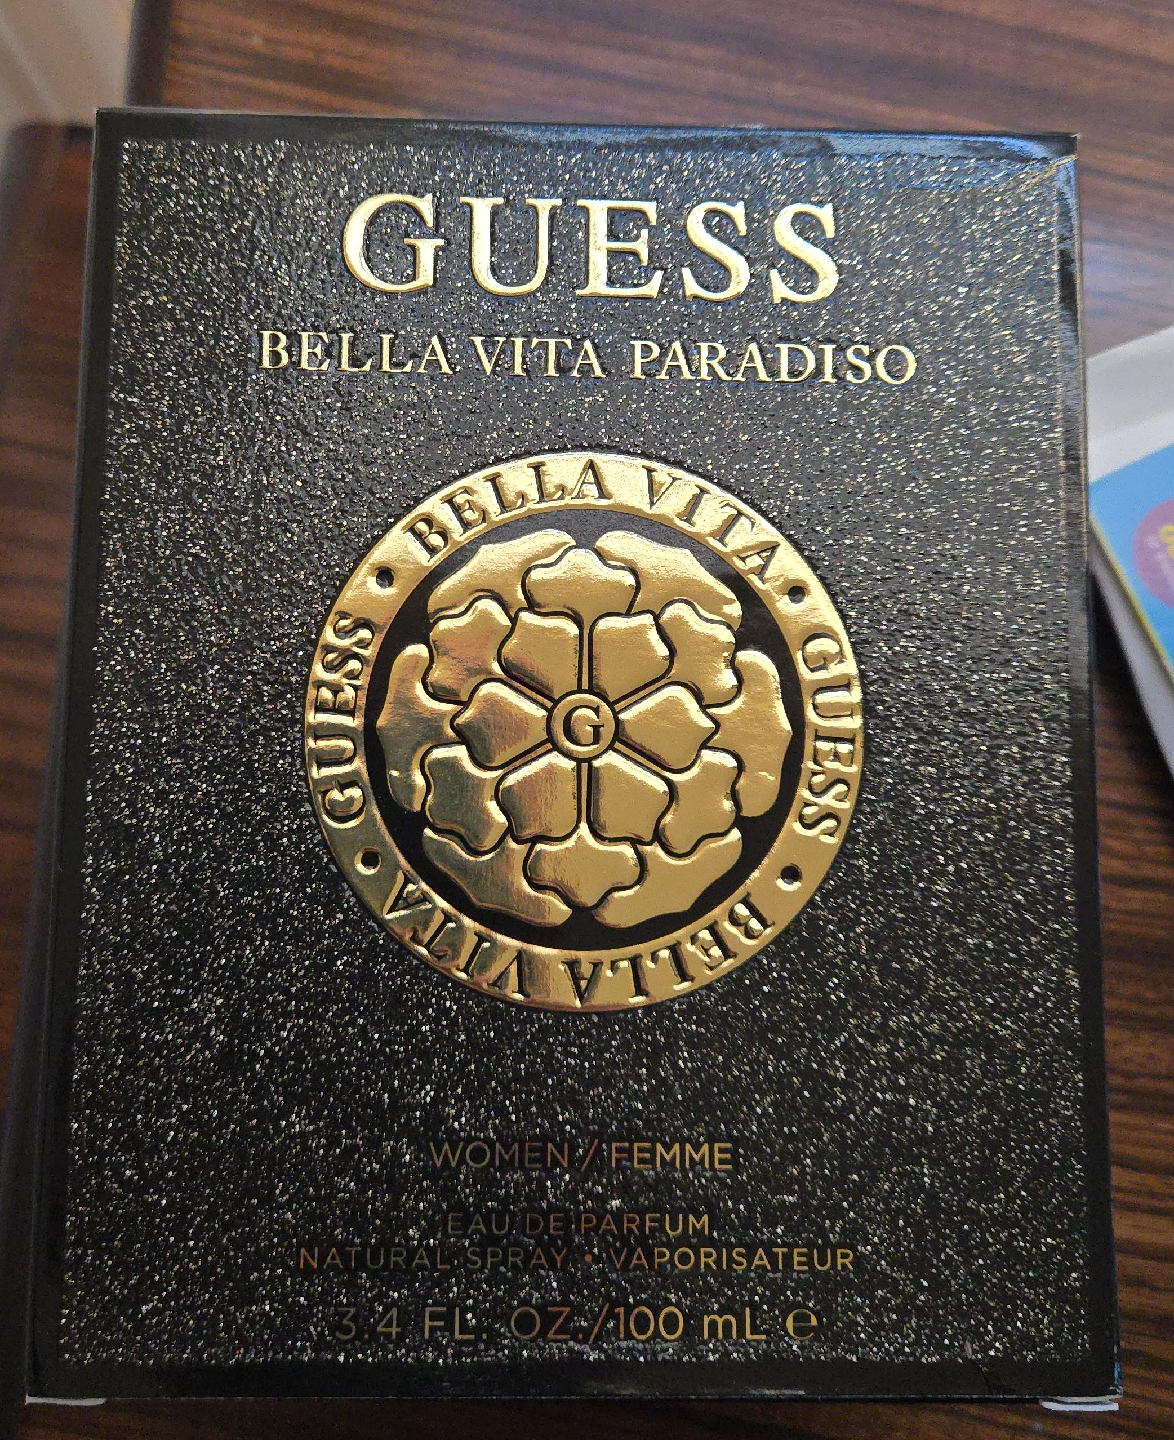 GUESS
BELLA VITA PARADISO
BELLA VITA • GUESS • BELLA VITA • GUESS •
G
WOMEN / FEMME
EAU DE PARFUM
NATURAL SPRAY • VAPORISATEUR
3.4 FL. OZ./100 mL ℮